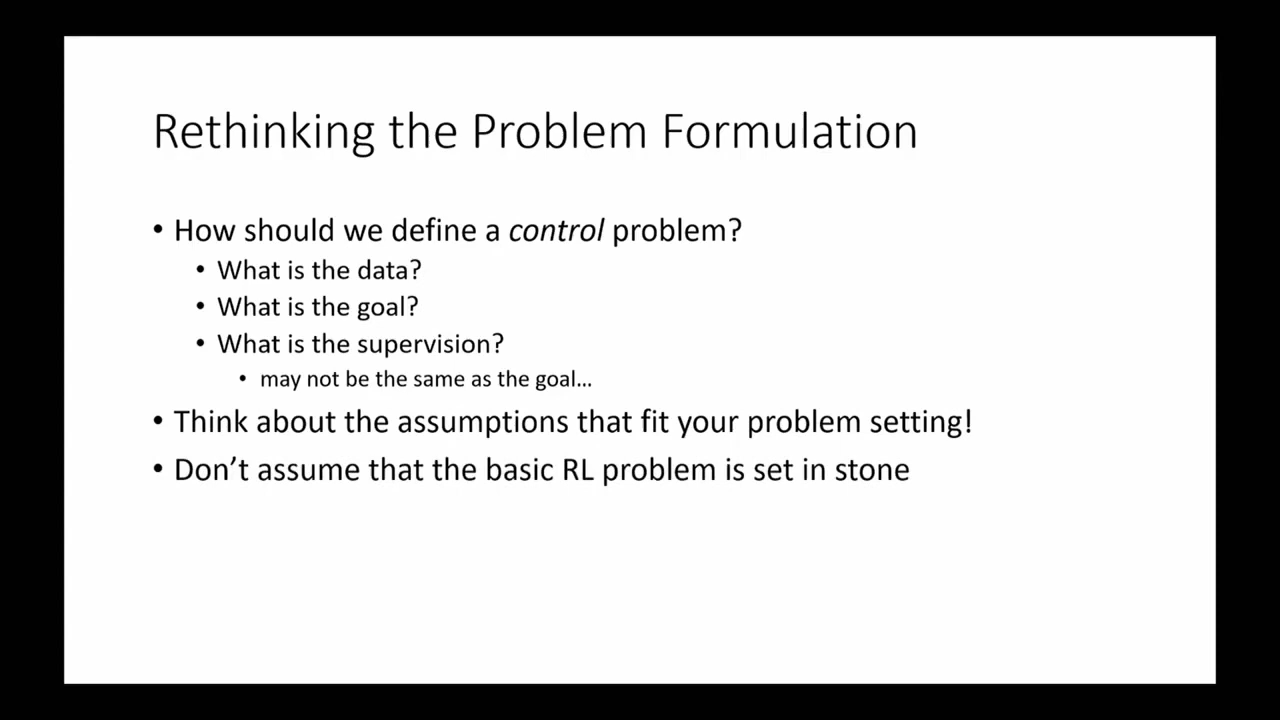 Rethinking the Problem Formulation
• How should we define a control problem?
• What is the data?
• What is the goal?
• What is the supervision?
• may not be the same as the goal…
• Think about the assumptions that fit your problem setting!
• Don’t assume that the basic RL problem is set in stone